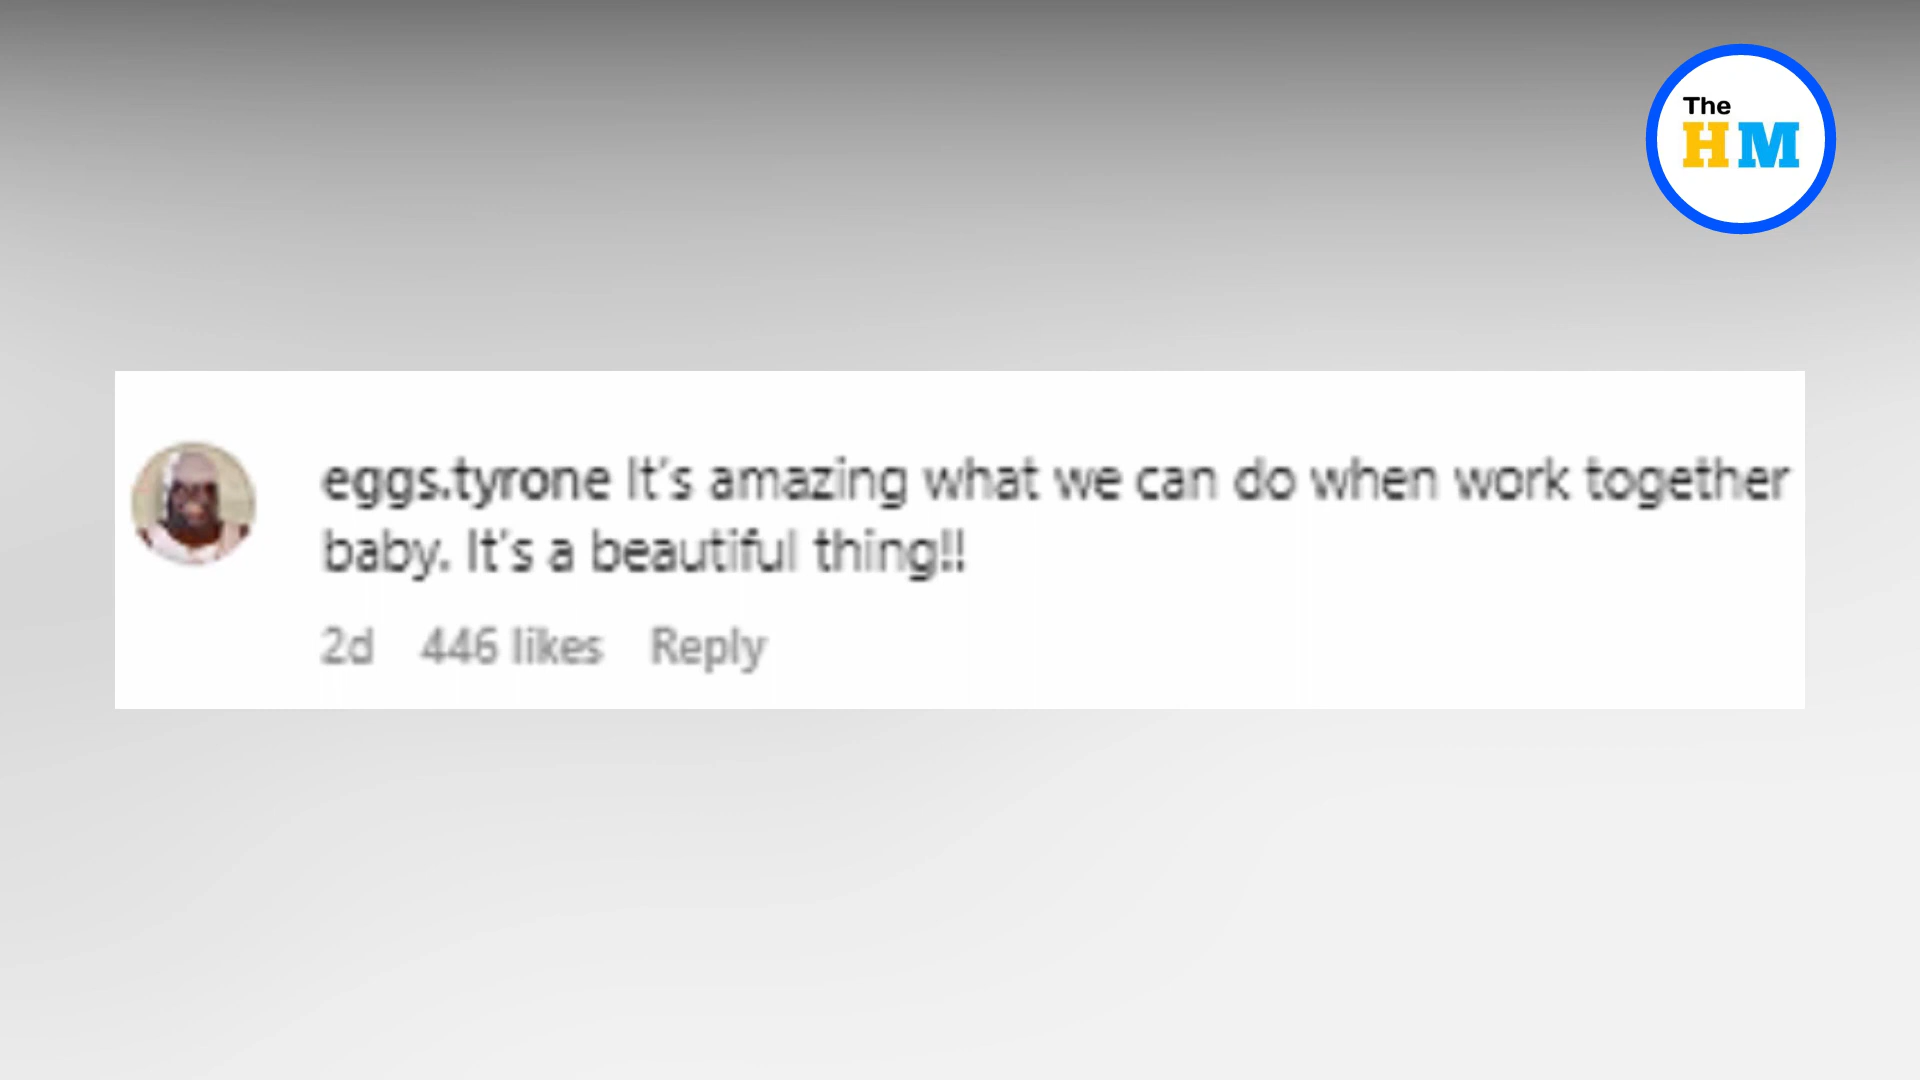 The
HM
eggs.tyrone It's amazing what we can do when work together
baby. It's a beautiful thing!!
2d 446 likes Reply